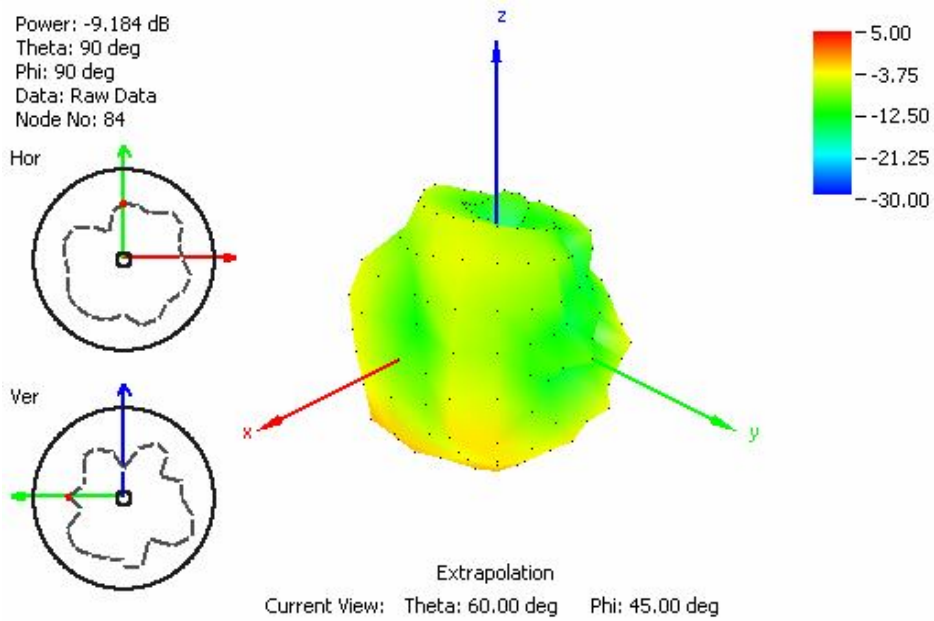 Power: -9.184 dB
Theta: 90 deg
Phi: 90 deg
Data: Raw Data
Node No: 84
Hor
Ver
z
x
y
5.00
-3.75
-12.50
-21.25
-30.00
Extrapolation
Current View: Theta: 60.00 deg Phi: 45.00 deg